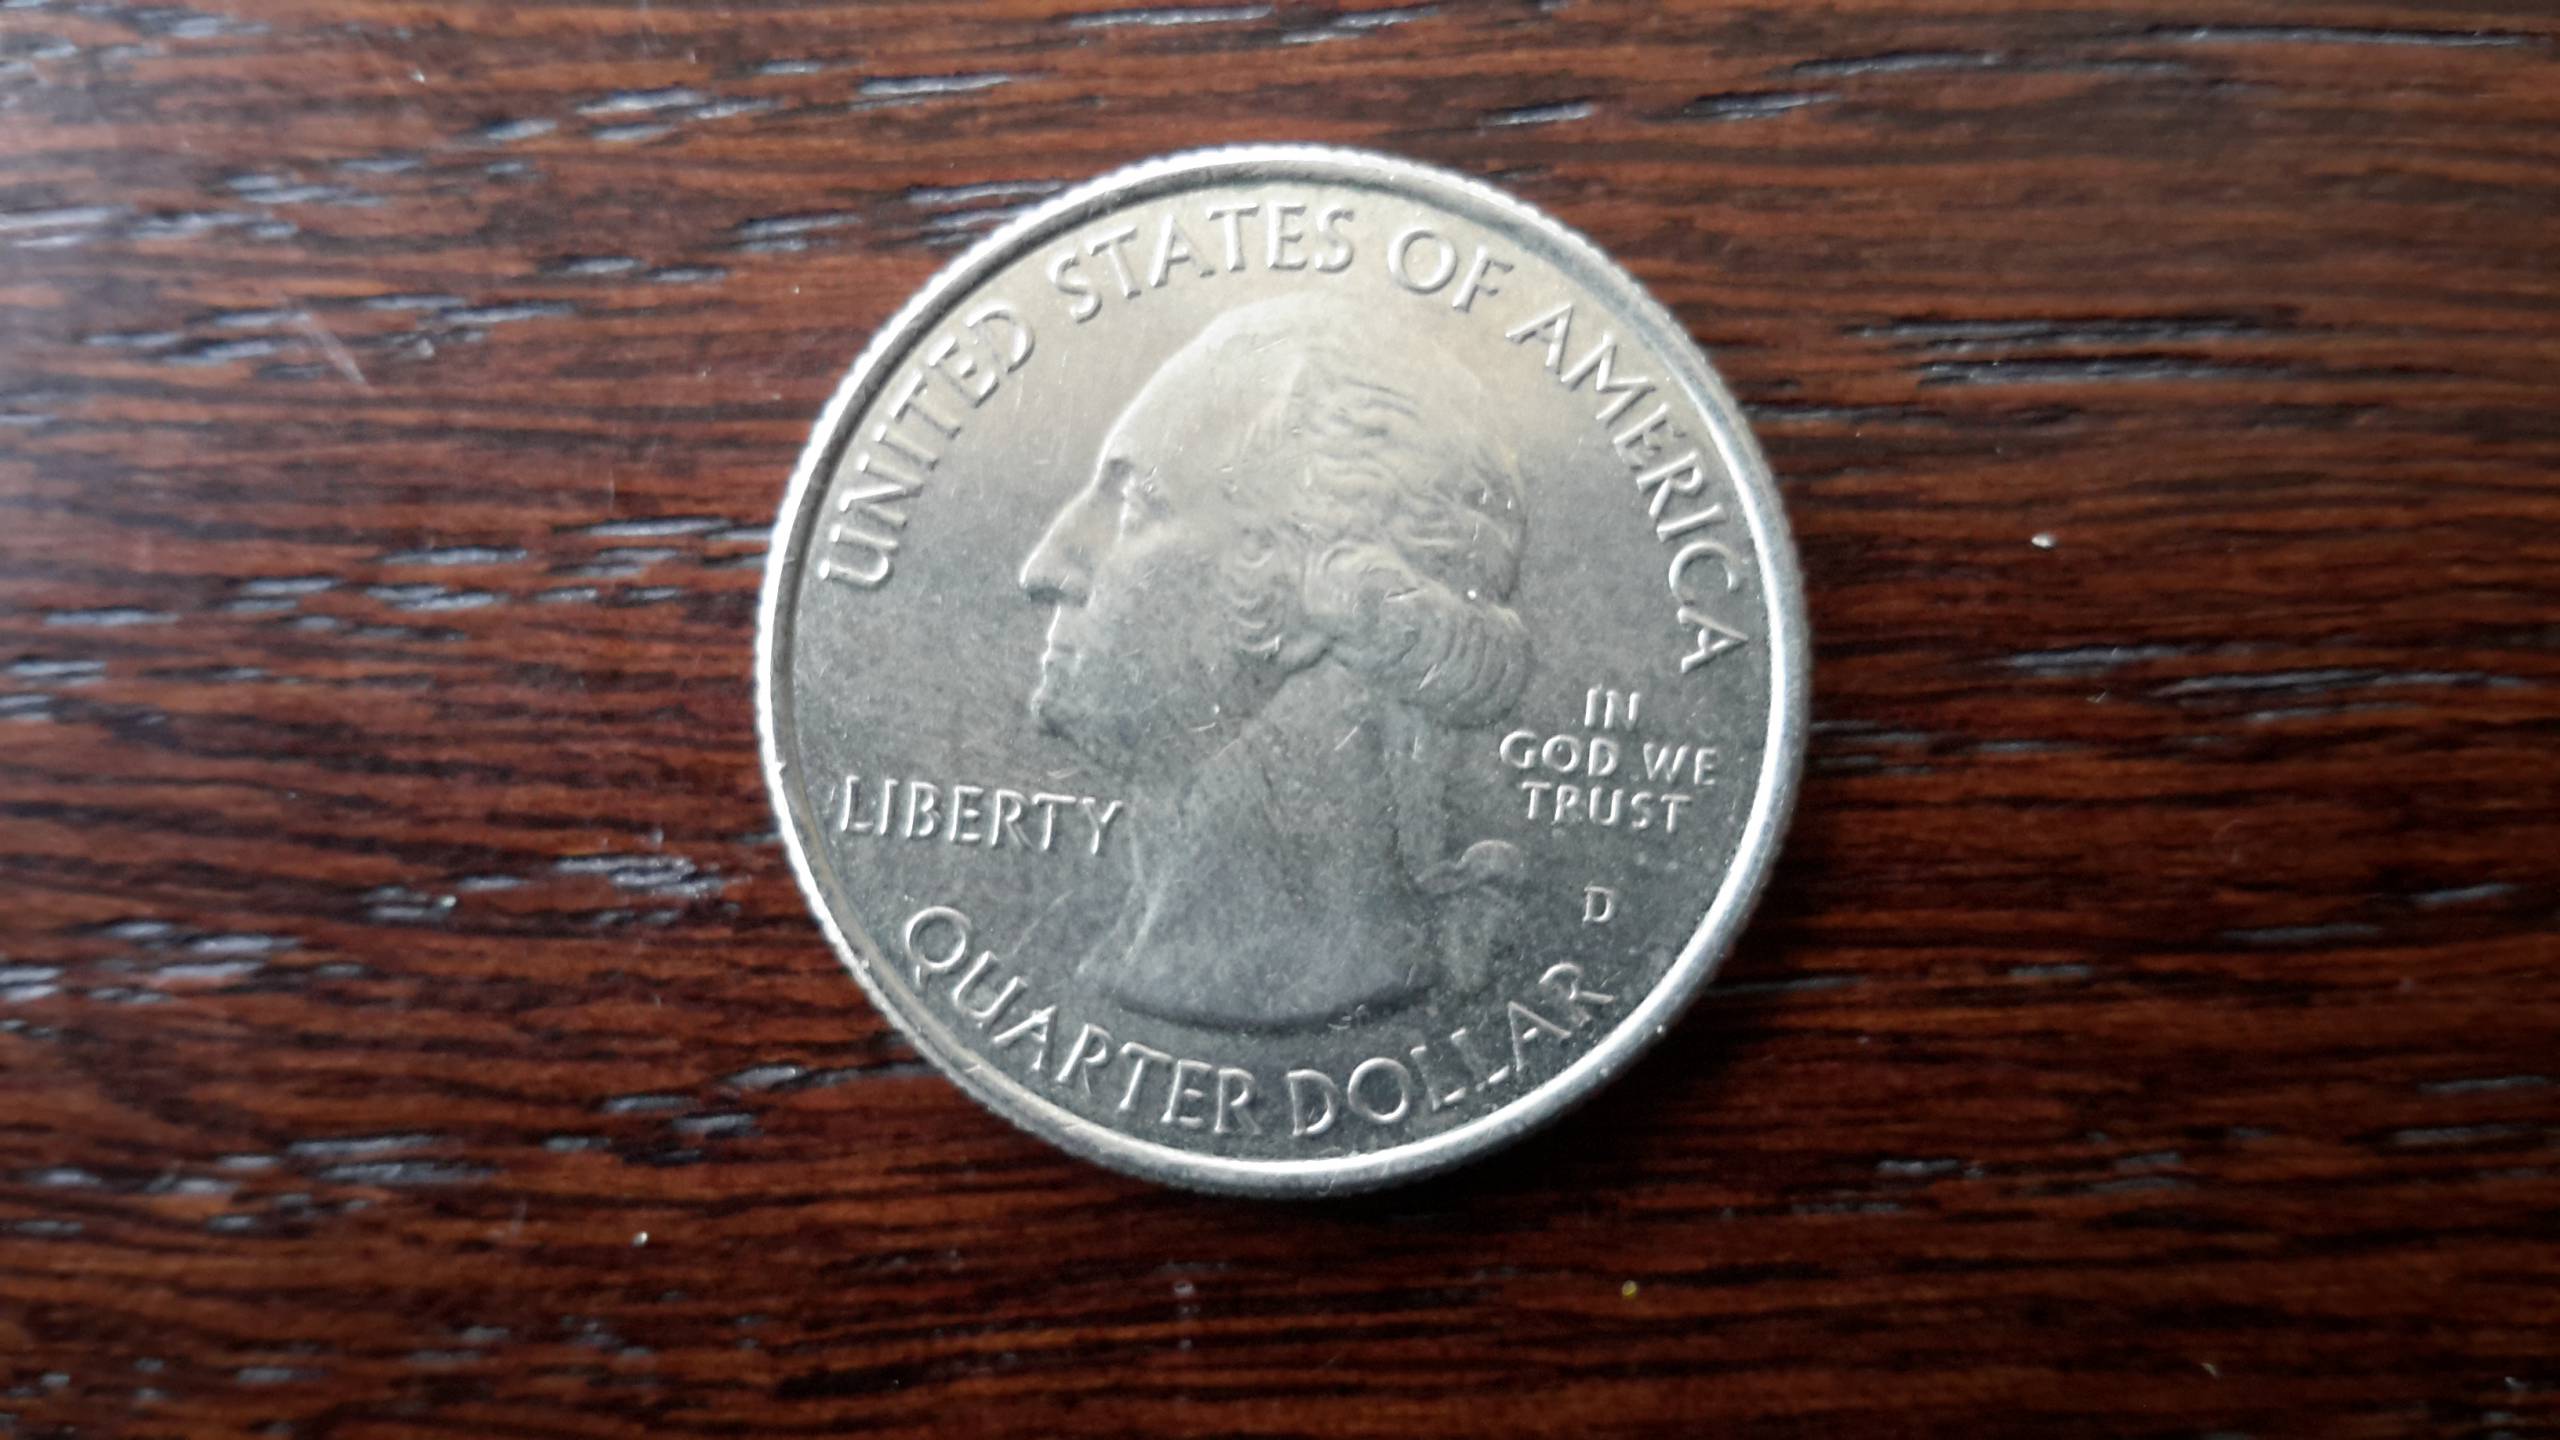 UNITED STATES OF AMERICA
LIBERTY
IN
GOD WE
TRUST
D
QUARTER DOLLAR